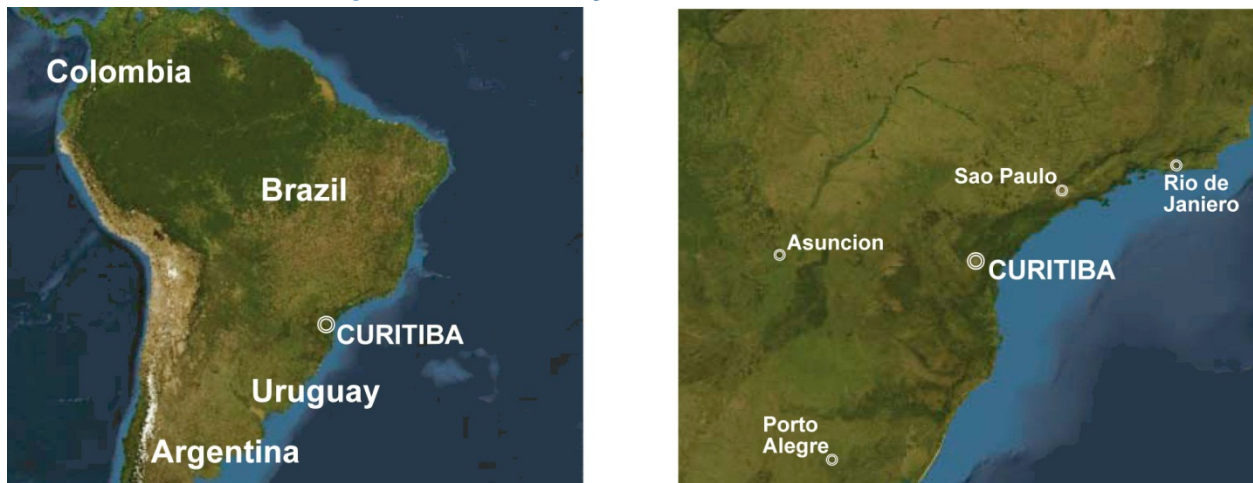 Colombia
Brazil
CURITIBA
Uruguay
Argentina
Sao Paulo
Rio de
Janiero
Asuncion
CURITIBA
Porto
Alegre